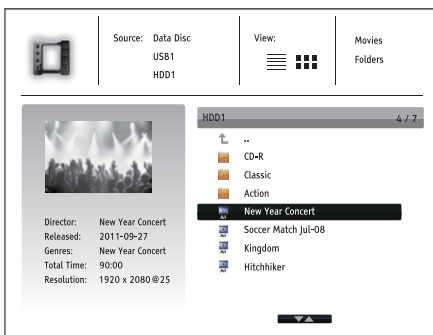 Source: Data Disc
USB1
HDD1
View:
Movies
Folders
HDD1 4 / 7
..
CD-R
Classic
Action
New Year Concert
Soccer Match Jul-08
Kingdom
Hitchhiker
Director: New Year Concert
Released: 2011-09-27
Genres: New Year Concert
Total Time: 90:00
Resolution: 1920 x 2080@25